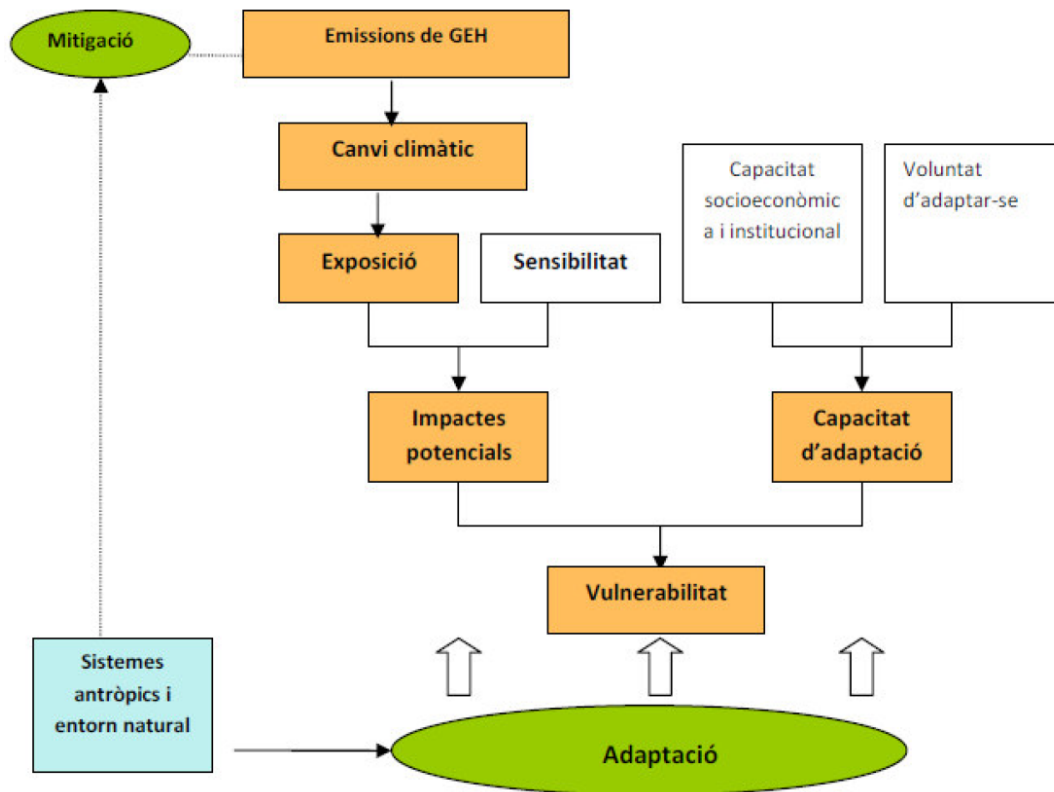 Mitigació
Emissions de GEH
Canvi climàtic
Capacitat
socioeconòmic
a i institucional
Voluntat
d'adaptar-se
Exposició
Sensibilitat
Impactes
potencials
Capacitat
d'adaptació
Vulnerabilitat
Sistemes
antròpics i
entorn natural
Adaptació